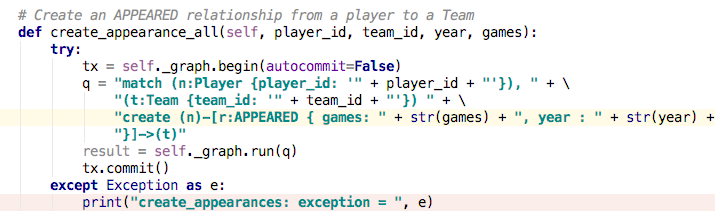 # Create an APPEARED relationship from a player to a Team
def create_appearance_all(self, player_id, team_id, year, games):
try:
tx = self._graph.begin(autocommit=False)
q = "match (n:Player {player_id: '" + player_id + "'}), " + \
"(t:Team {team_id: '" + team_id + "'}) " + \
"create (n)-[r:APPEARED { games: " + str(games) + ", year : " + str(year) + \
"}]->(t)"
result = self._graph.run(q)
tx.commit()
except Exception as e:
print("create_appearances: exception = ", e)